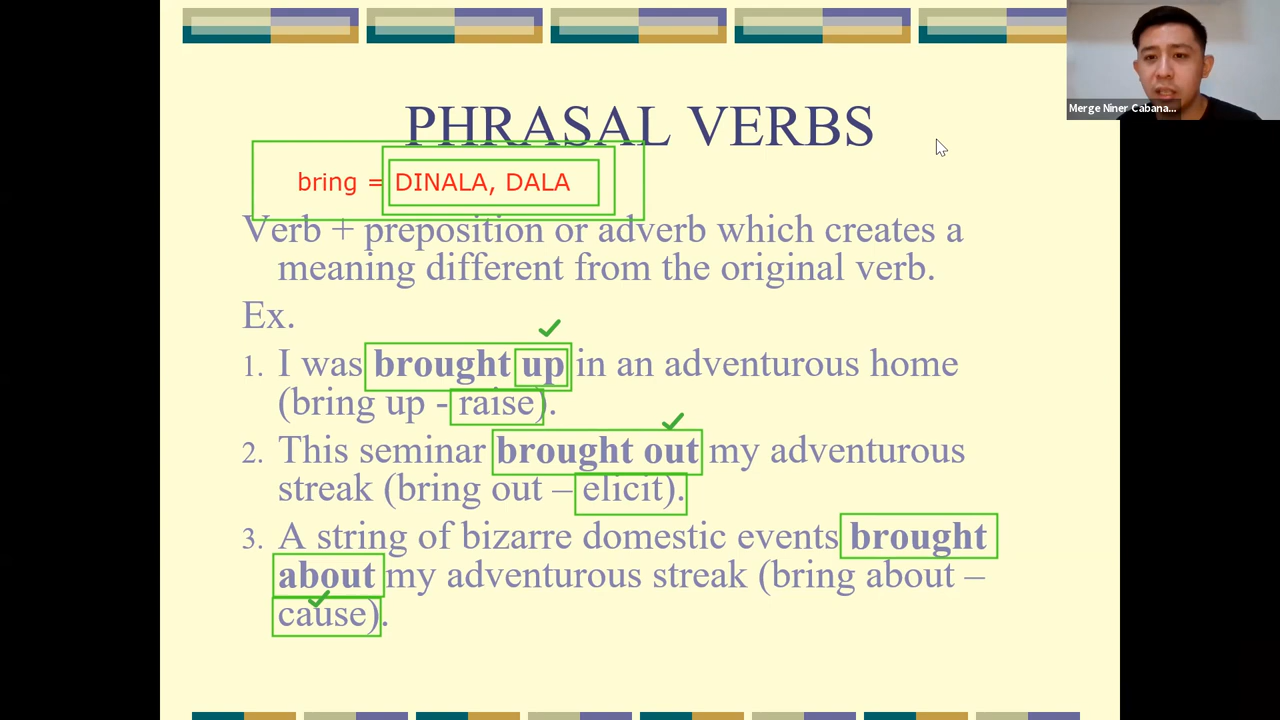 Merge Niner Cabana...
PHRASAL VERBS
bring = DINALA, DALA
Verb + preposition or adverb which creates a
meaning different from the original verb.
Ex.
1. I was brought up in an adventurous home
(bring up - raise).
2. This seminar brought out my adventurous
streak (bring out – elicit).
3. A string of bizarre domestic events brought
about my adventurous streak (bring about –
cause).